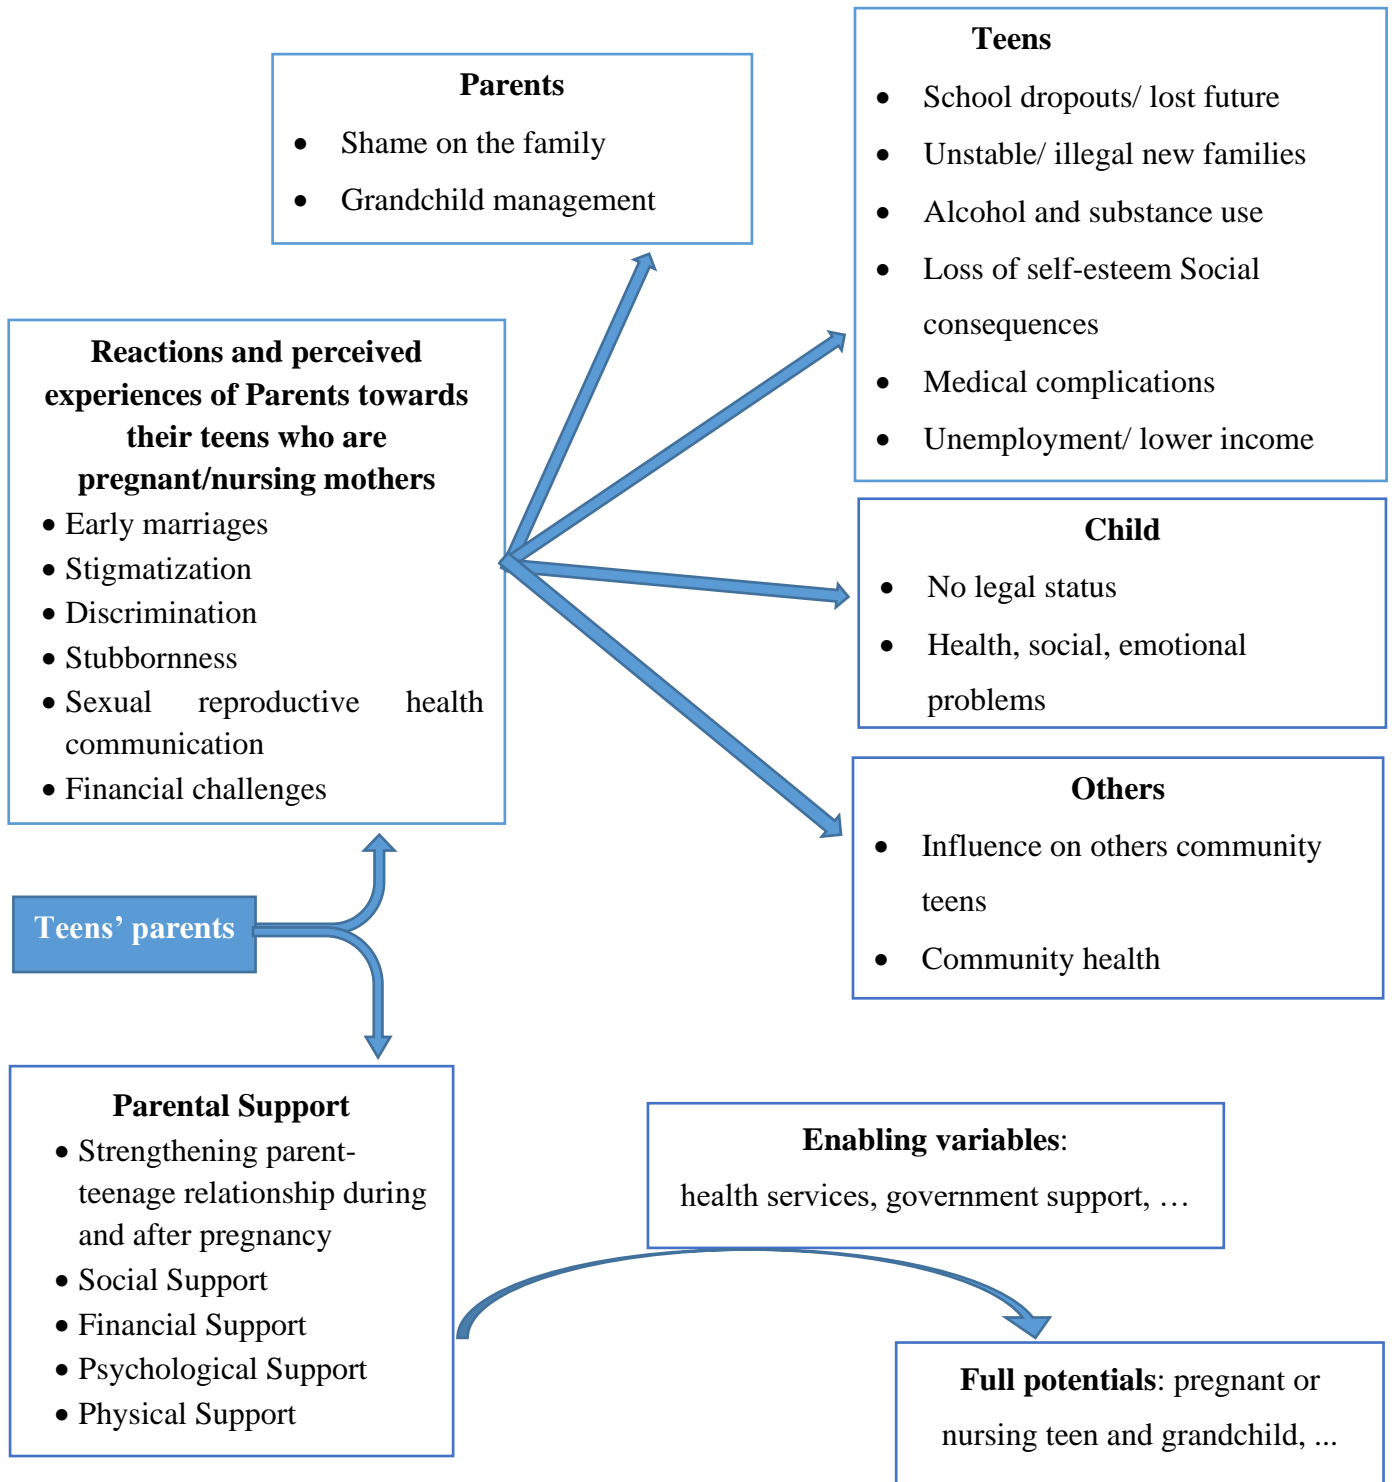 Parents
• Shame on the family
• Grandchild management
Teens
• School dropouts/ lost future
• Unstable/ illegal new families
• Alcohol and substance use
• Loss of self-esteem Social
consequences
• Medical complications
• Unemployment/ lower income
Reactions and perceived
experiences of Parents towards
their teens who are
pregnant/nursing mothers
• Early marriages
• Stigmatization
• Discrimination
• Stubbornness
• Sexual reproductive health
communication
• Financial challenges
Child
• No legal status
• Health, social, emotional
problems
Others
• Influence on others community
teens
• Community health
Teens’ parents
Parental Support
• Strengthening parent-
teenage relationship during
and after pregnancy
• Social Support
• Financial Support
• Psychological Support
• Physical Support
Enabling variables:
health services, government support, …
Full potentials: pregnant or
nursing teen and grandchild, ...